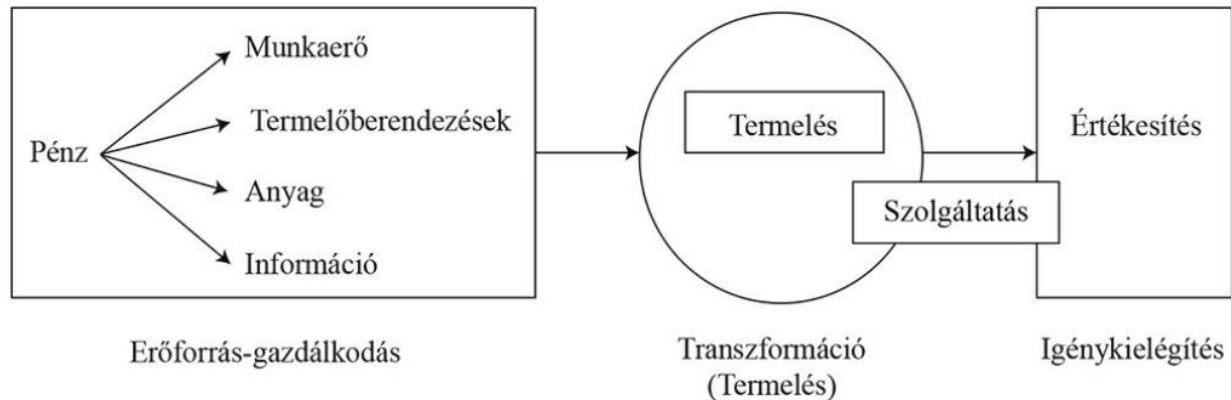 Pénz
Munkaerő
Termelőberendezések
Anyag
Információ
Erőforrás-gazdálkodás
Termelés
Szolgáltatás
Transzformáció
(Termelés)
Értékesítés
Igénykielégítés